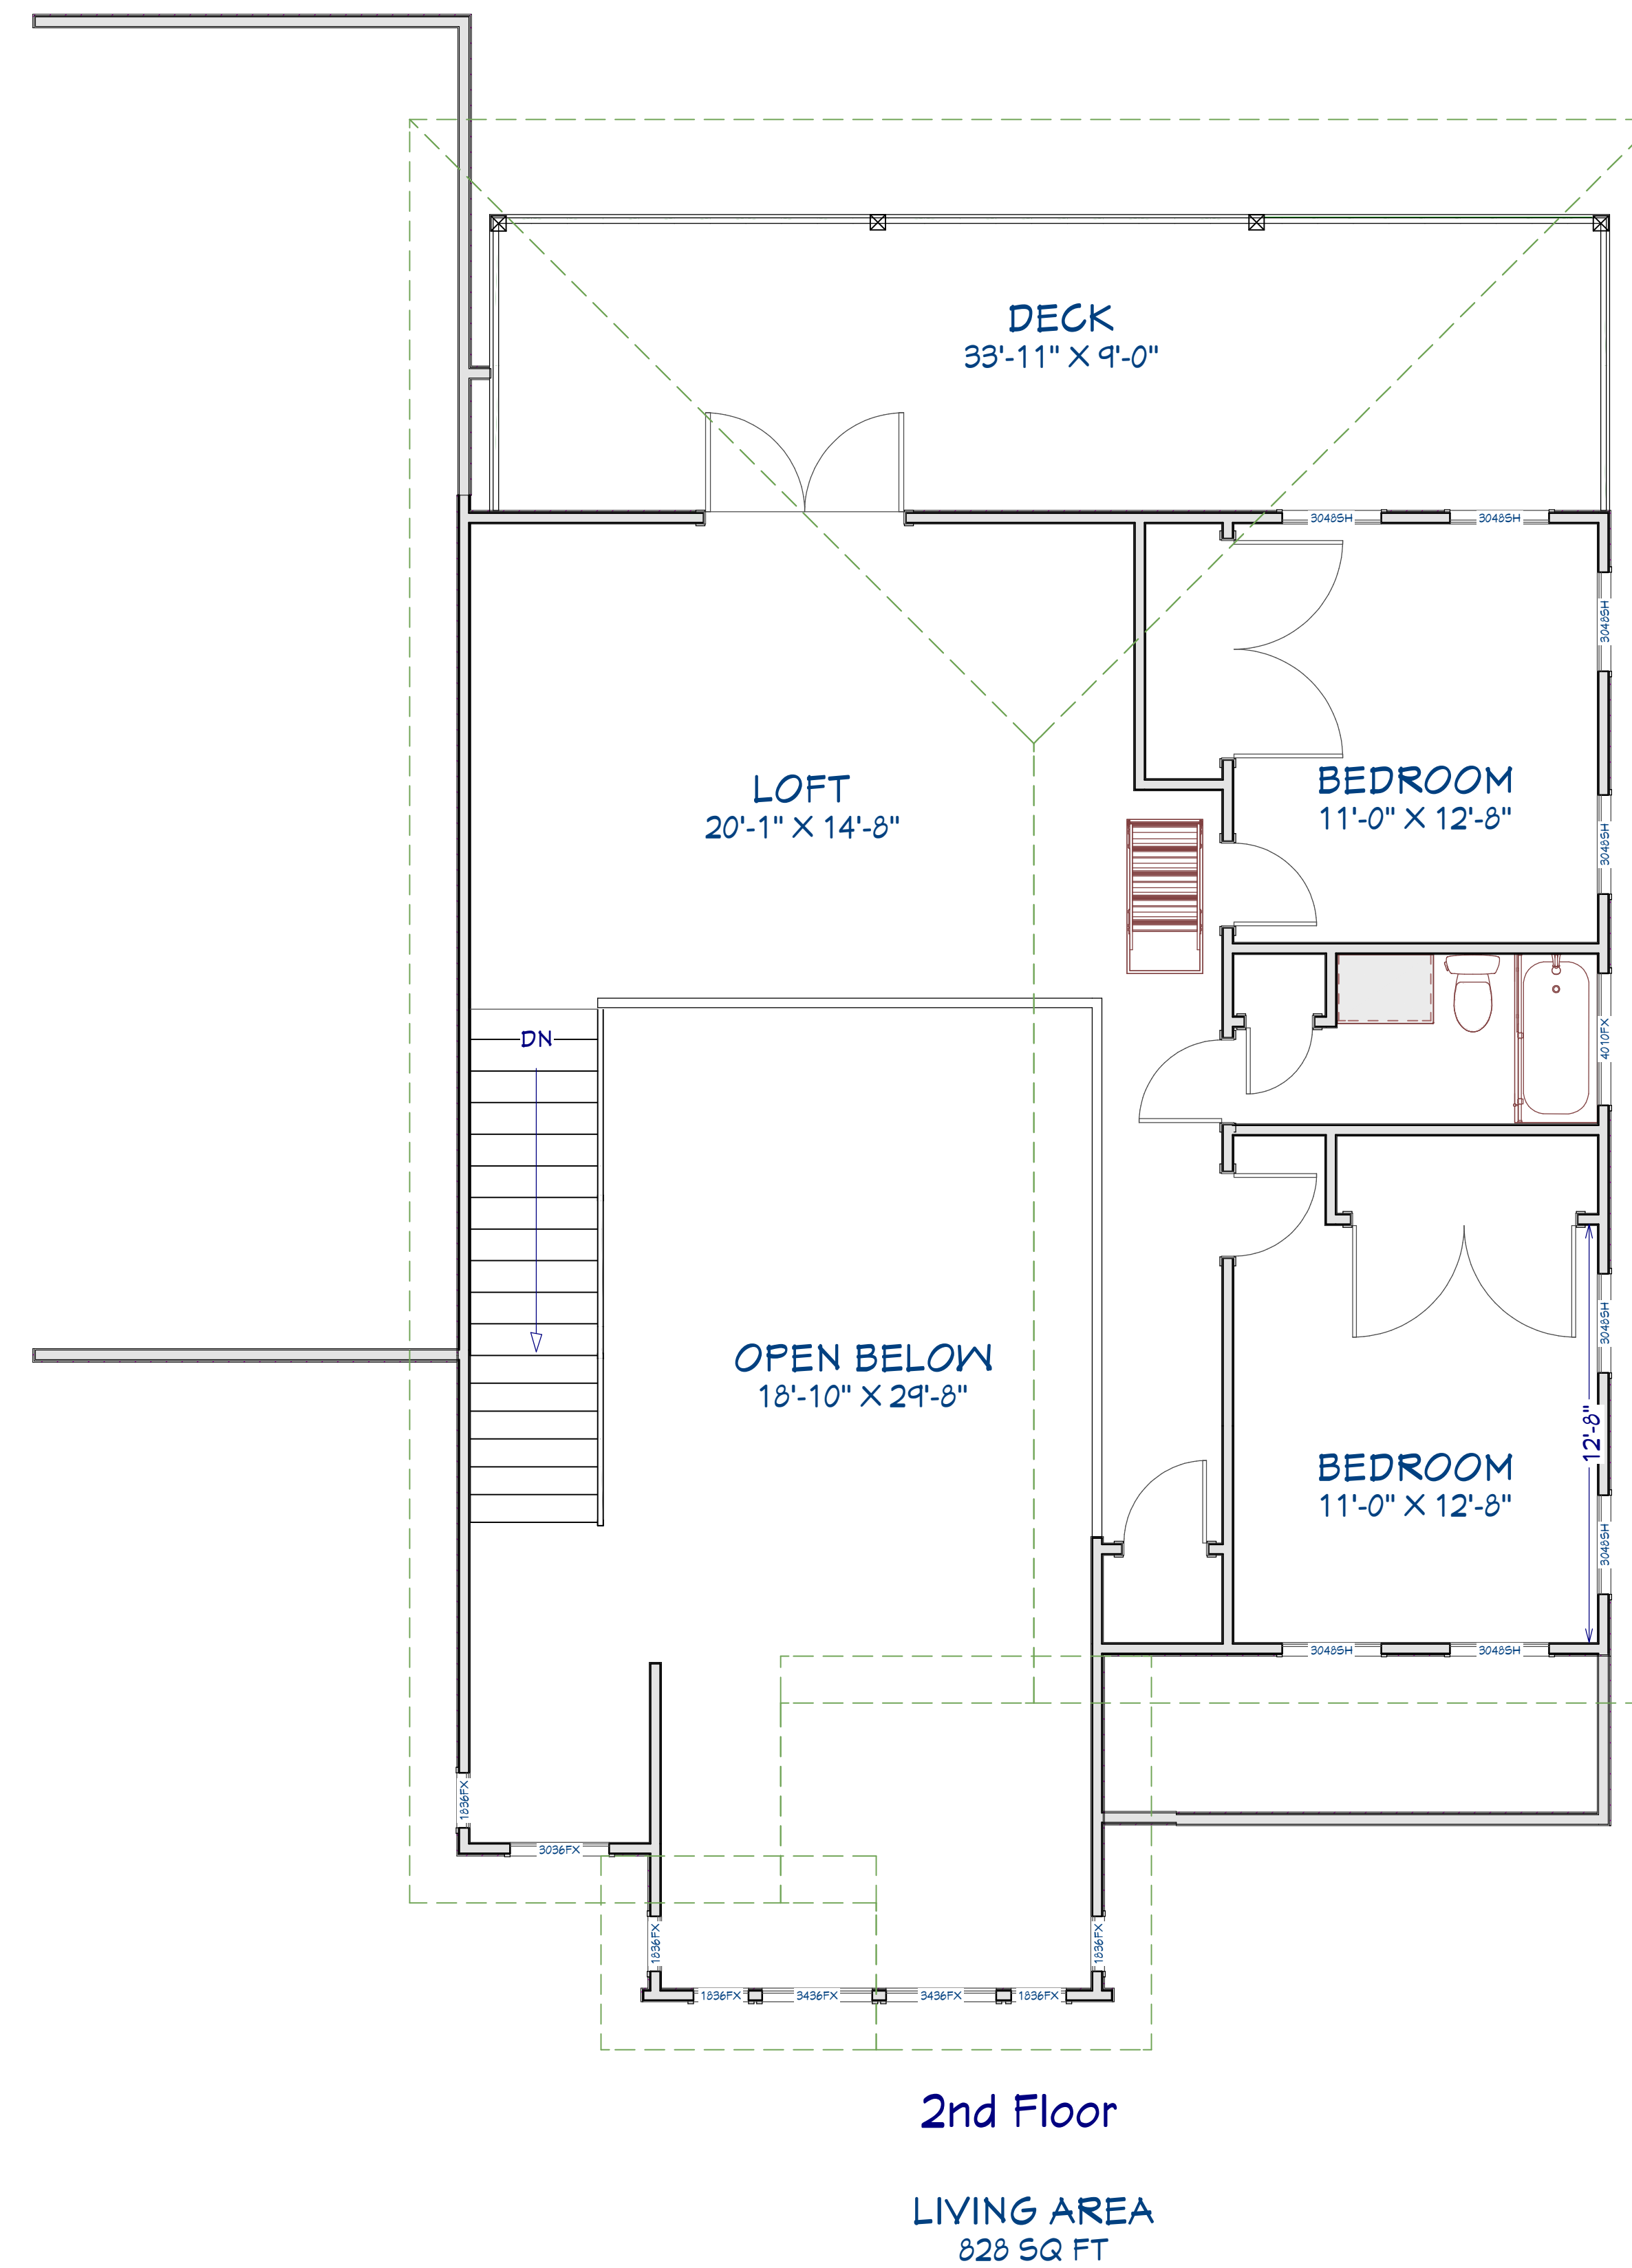 DECK
33'-11" X 9'-0"
3048SH
3048SH
3048SH
LOFT
20'-1" X 14'-8"
BEDROOM
11'-0" X 12'-8"
3048SH
4010FX
DN
OPEN BELOW
18'-10" X 29'-8"
3048SH
12'-8"
BEDROOM
11'-0" X 12'-8"
3048SH
3048SH
3048SH
1836FX
3036FX
1836FX
1836FX
1836FX
3436FX
3436FX
1836FX
2nd Floor
LIVING AREA
828 SQ FT